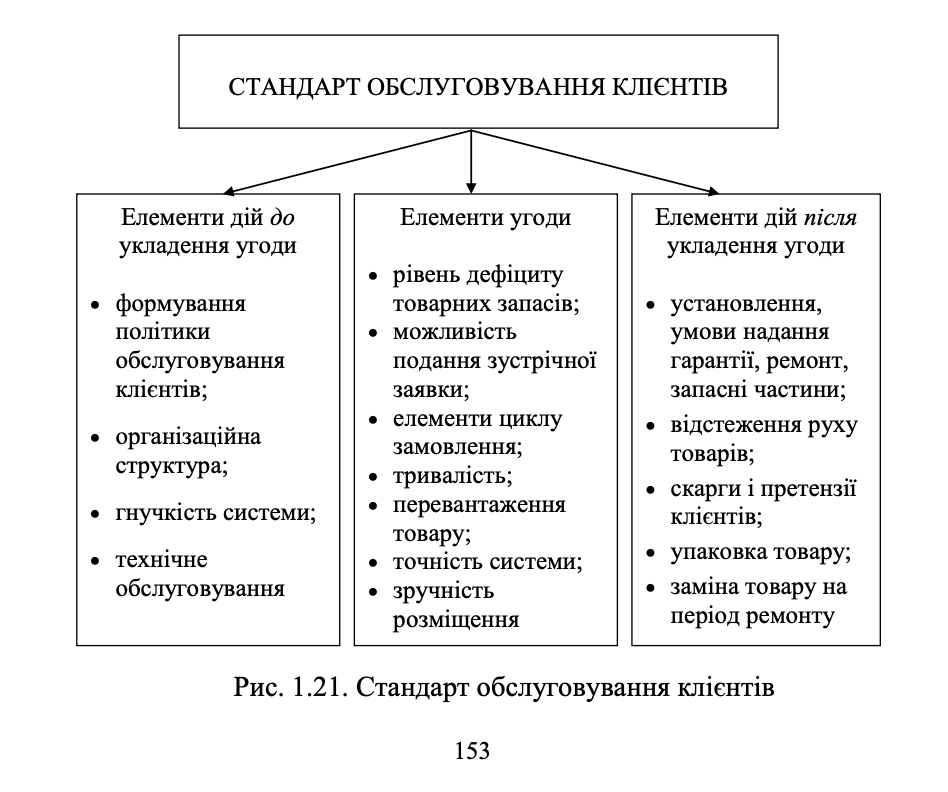 СТАНДАРТ ОБСЛУГОВУВАННЯ КЛІЄНТІВ
Елементи дій до
укладення угоди
• формування
політики
обслуговування
клієнтів;
• організаційна
структура;
• гнучкість системи;
• технічне
обслуговування
Елементи угоди
• рівень дефіциту
товарних запасів;
• можливість
подання зустрічної
заявки;
• елементи циклу
замовлення;
• тривалість;
• перевантаження
товару;
• точність системи;
• зручність
розміщення
Елементи дій після
укладення угоди
• установлення,
умови надання
гарантії, ремонт,
запасні частини;
• відстеження руху
товарів;
• скарги і претензії
клієнтів;
• упаковка товару;
• заміна товару на
період ремонту
Рис. 1.21. Стандарт обслуговування клієнтів
153